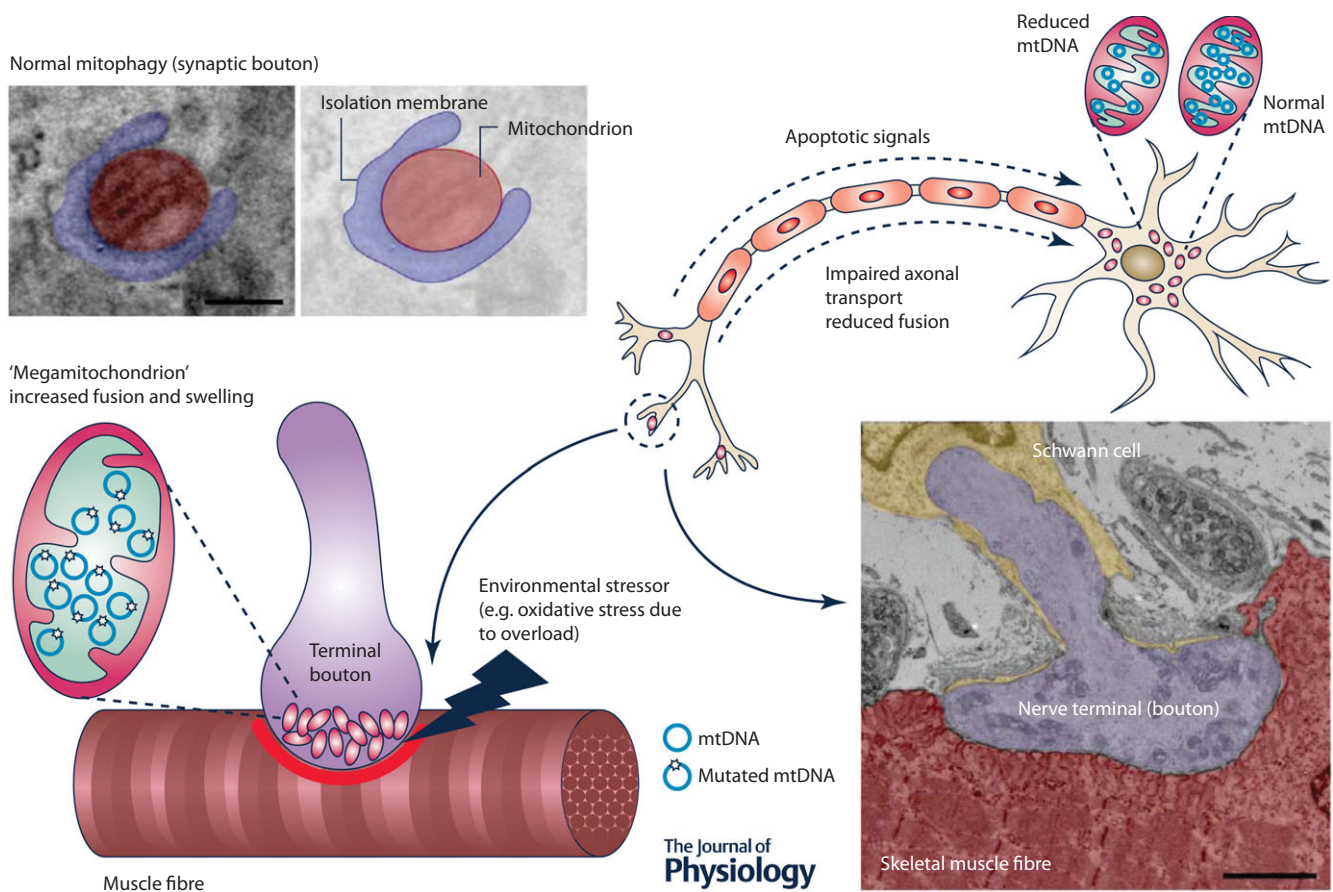 Normal mitophagy (synaptic bouton)
Isolation membrane
Mitochondrion
Reduced
mtDNA
Normal
mtDNA
Apoptotic signals
Impaired axonal
transport
reduced fusion
'Megamitochondrion'
increased fusion and swelling
Terminal
bouton
Environmental stressor
(e.g. oxidative stress due
to overload)
mtDNA
Mutated mtDNA
Muscle fibre
The Journal of
Physiology
Schwann cell
Nerve terminal (bouton)
Skeletal muscle fibre